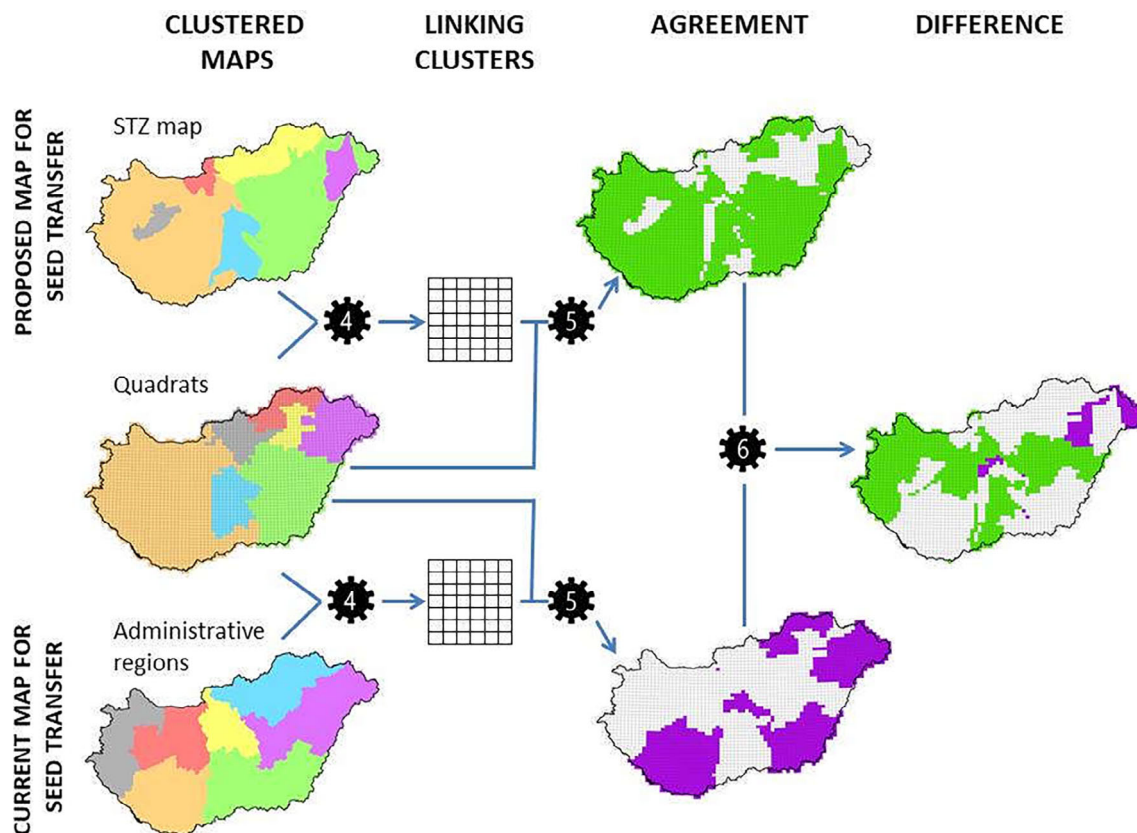 CLUSTERED
MAPS
LINKING
CLUSTERS
AGREEMENT
DIFFERENCE
PROPOSED MAP FOR
SEED TRANSFER
STZ map
4
5
Quadrats
6
4
5
Administrative
regions
CURRENT MAP FOR
SEED TRANSFER